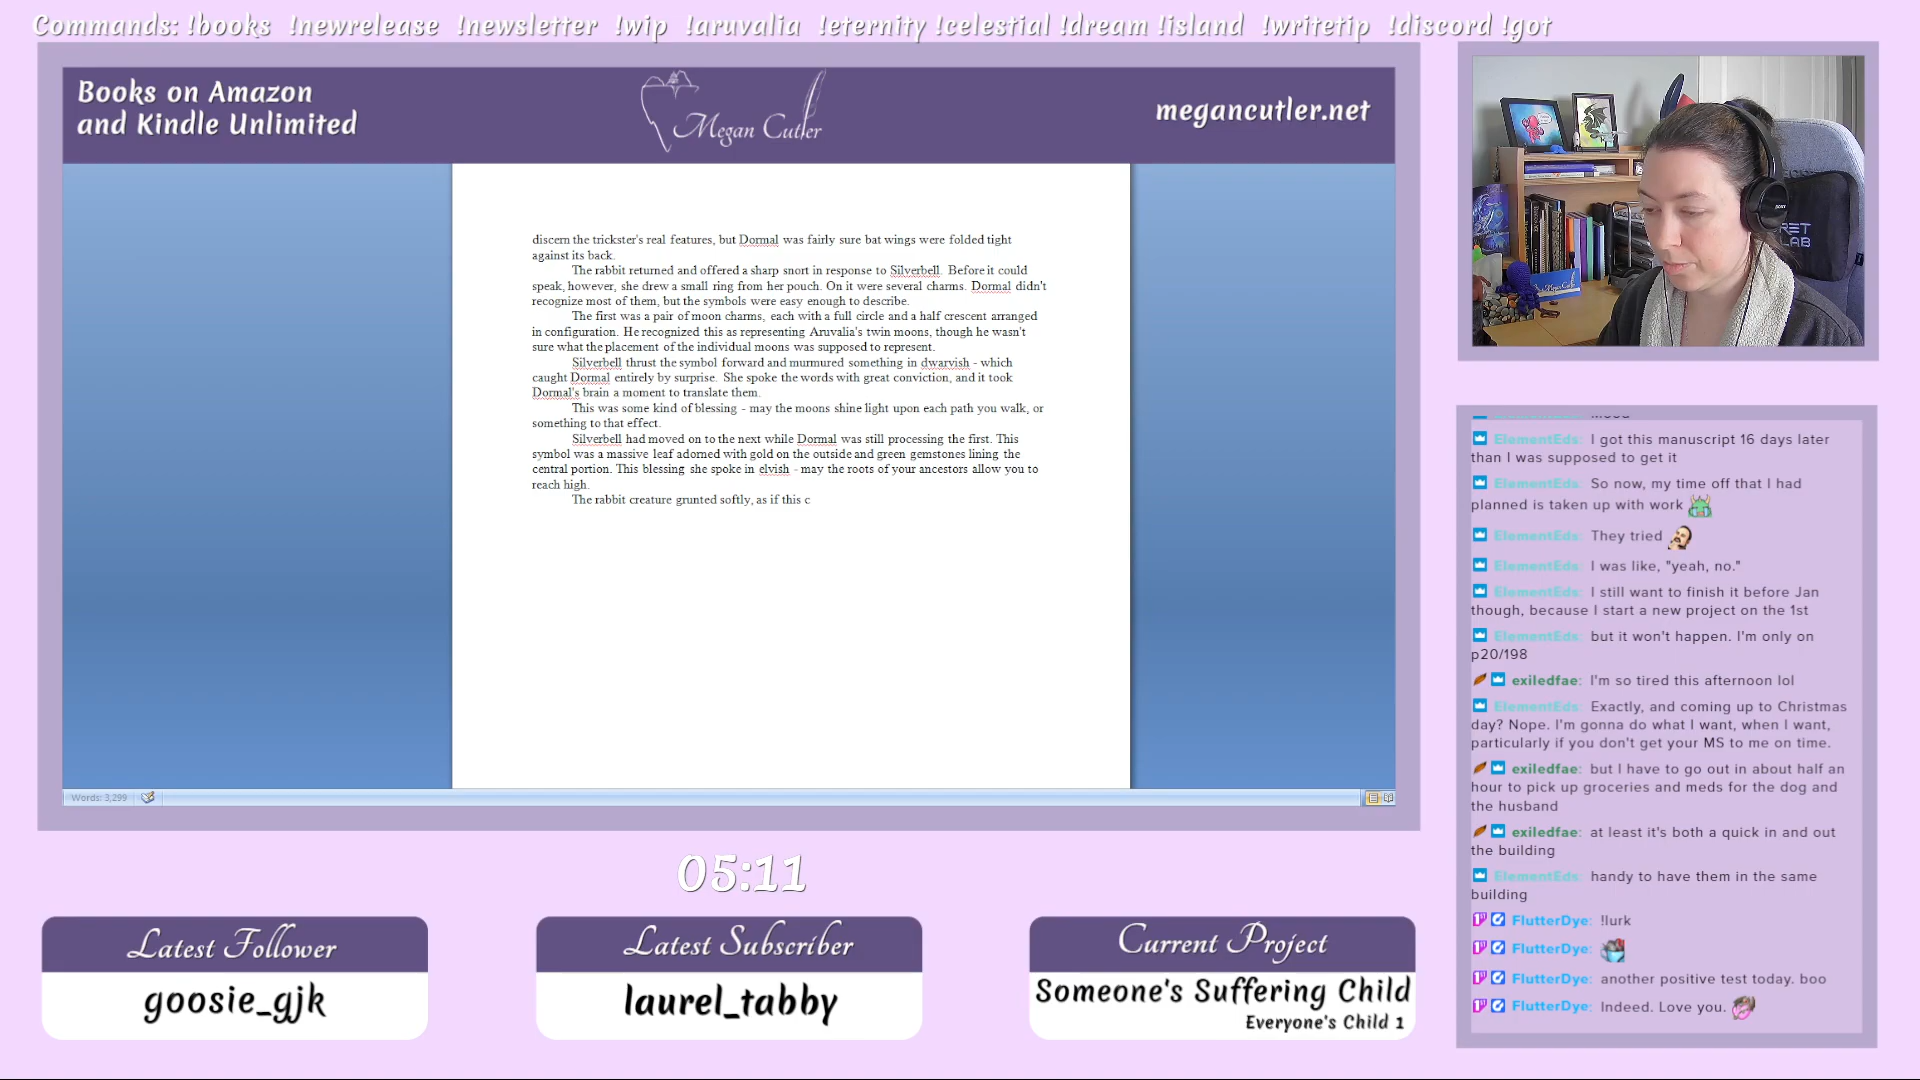 Commands: !books !newrelease !newsletter !wip !aruvalia !eternity !celestial !dream !island !writetip !discord !got
Books on Amazon
and Kindle Unlimited
Megan Cutler
megancutler.net
discern the trickster's real features, but Dormal was fairly sure bat wings were folded tight
against its back.
The rabbit returned and offered a sharp snort in response to Silverbell. Before it could
speak, however, she drew a small ring from her pouch. On it were several charms. Dormal didn't
recognize most of them, but the symbols were easy enough to describe.
The first was a pair of moon charms, each with a full circle and a half crescent arranged
in configuration. He recognized this as representing Aruvalia's twin moons, though he wasn't
sure what the placement of the individual moons was supposed to represent.
Silverbell thrust the symbol forward and murmured something in dwarvish - which
caught Dormal entirely by surprise. She spoke the words with great conviction, and it took
Dormal's brain a moment to translate them.
This was some kind of blessing - may the moons shine light upon each path you walk, or
something to that effect.
Silverbell had moved on to the next while Dormal was still processing the first. This
symbol was a massive leaf adorned with gold on the outside and green gemstones lining the
central portion. This blessing she spoke in elvish - may the roots of your ancestors allow you to
reach high.
The rabbit creature grunted softly, as if this c
Words: 3,299
05:11
Latest Follower
goosie_gjk
Latest Subscriber
laurel_tabby
Current Project
Someone's Suffering Child
Everyone's Child 1
ElementEds: I got this manuscript 16 days later
than I was supposed to get it
ElementEds: So now, my time off that I had
planned is taken up with work
ElementEds: They tried
ElementEds: I was like, "yeah, no."
ElementEds: I still want to finish it before Jan
though, because I start a new project on the 1st
ElementEds: but it won't happen. I'm only on
p20/198
exiledfae: I'm so tired this afternoon lol
ElementEds: Exactly, and coming up to Christmas
day? Nope. I'm gonna do what I want, when I want,
particularly if you don't get your MS to me on time.
exiledfae: but I have to go out in about half an
hour to pick up groceries and meds for the dog and
the husband
exiledfae: at least it's both a quick in and out
the building
ElementEds: handy to have them in the same
building
FlutterDye: !lurk
FlutterDye:
FlutterDye: another positive test today. boo
FlutterDye: Indeed. Love you.